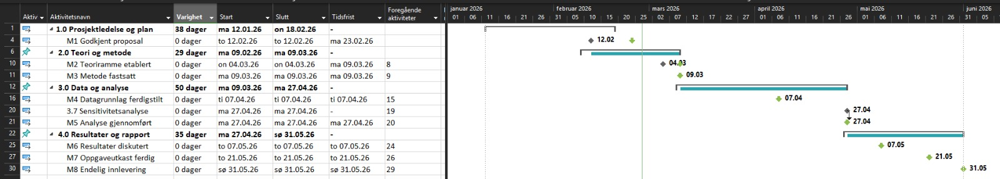 januar 2026 februar 2026 mars 2026 april 2026 mai 2026 juni 2026
Aktiv Aktivitetsnavn Varighet Start Slutt Tidsfrist Foregående aktiviteter
01 06 11 16 21 26 31 05 10 15 20 25 02 07 12 17 22 27 01 06 11 16 21 26 01 06 11 16 21 26 01 05
1 1.0 Prosjektledelse og plan 38 dager ma 12.01.26 on 18.02.26 -
4 M1 Godkjent proposal 0 dager to 12.02.26 to 12.02.26 ma 23.02.26 12.02
6 2.0 Teori og metode 29 dager ma 09.02.26 ma 09.03.26 -
10 M2 Teoriramme etablert 0 dager on 04.03.26 on 04.03.26 ma 09.03.26 8 04.03
11 M3 Metode fastsatt 0 dager ma 09.03.26 ma 09.03.26 ma 09.03.26 9 09.03
12 3.0 Data og analyse 50 dager ma 09.03.26 ma 27.04.26 -
16 M4 Datagrunnlag ferdigstilt 0 dager ti 07.04.26 ti 07.04.26 ti 07.04.26 15 07.04
20 3.7 Sensitivitetsanalyse 0 dager ma 27.04.26 ma 27.04.26 - 19 27.04
21 M5 Analyse gjennomført 0 dager ma 27.04.26 ma 27.04.26 ma 27.04.26 20 27.04
22 4.0 Resultater og rapport 35 dager ma 27.04.26 sø 31.05.26 -
25 M6 Resultater diskutert 0 dager to 07.05.26 to 07.05.26 to 07.05.26 24 07.05
27 M7 Oppgaveutkast ferdig 0 dager to 21.05.26 to 21.05.26 to 21.05.26 26 21.05
30 M8 Endelig innlevering 0 dager sø 31.05.26 sø 31.05.26 sø 31.05.26 29 31.05